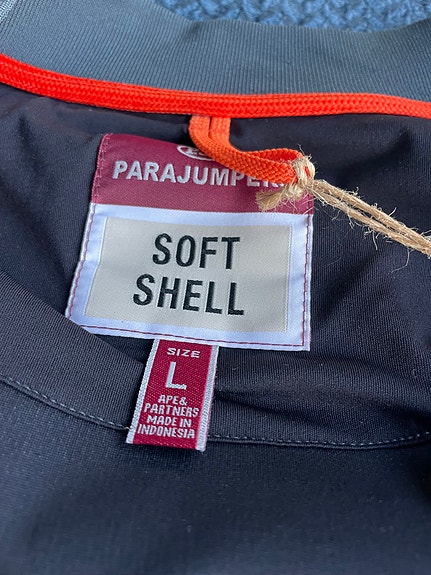 PARAJUMPERS
SOFT
SHELL
SIZE
L
APE &
PARTNERS
MADE IN
INDONESIA